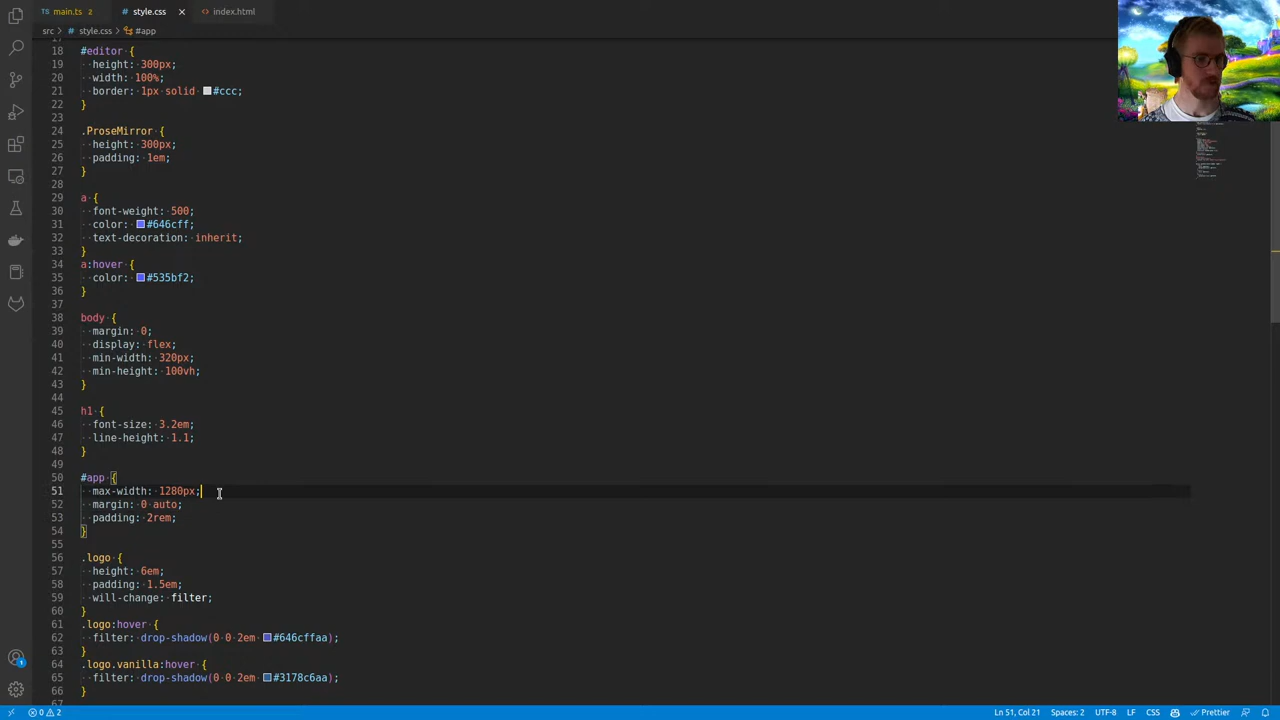 main.ts 2 style.css index.html
src > style.css > #app
17
18 #editor {
19 height: 300px;
20 width: 100%;
21 border: 1px solid #ccc;
22 }
23
24 .ProseMirror {
25 height: 300px;
26 padding: 1em;
27 }
28
29 a {
30 font-weight: 500;
31 color: #646cff;
32 text-decoration: inherit;
33 }
34 a:hover {
35 color: #535bf2;
36 }
37
38 body {
39 margin: 0;
40 display: flex;
41 min-width: 320px;
42 min-height: 100vh;
43 }
44
45 h1 {
46 font-size: 3.2em;
47 line-height: 1.1;
48 }
49
50 #app {
51 max-width: 1280px;
52 margin: 0 auto;
53 padding: 2rem;
54 }
55
56 .logo {
57 height: 6em;
58 padding: 1.5em;
59 will-change: filter;
60 }
61 .logo:hover {
62 filter: drop-shadow(0 0 2em #646cffaa);
63 }
64 .logo.vanilla:hover {
65 filter: drop-shadow(0 0 2em #3178c6aa);
66 }
67
1
0 2 Ln 51, Col 21 Spaces: 2 UTF-8 LF CSS Prettier